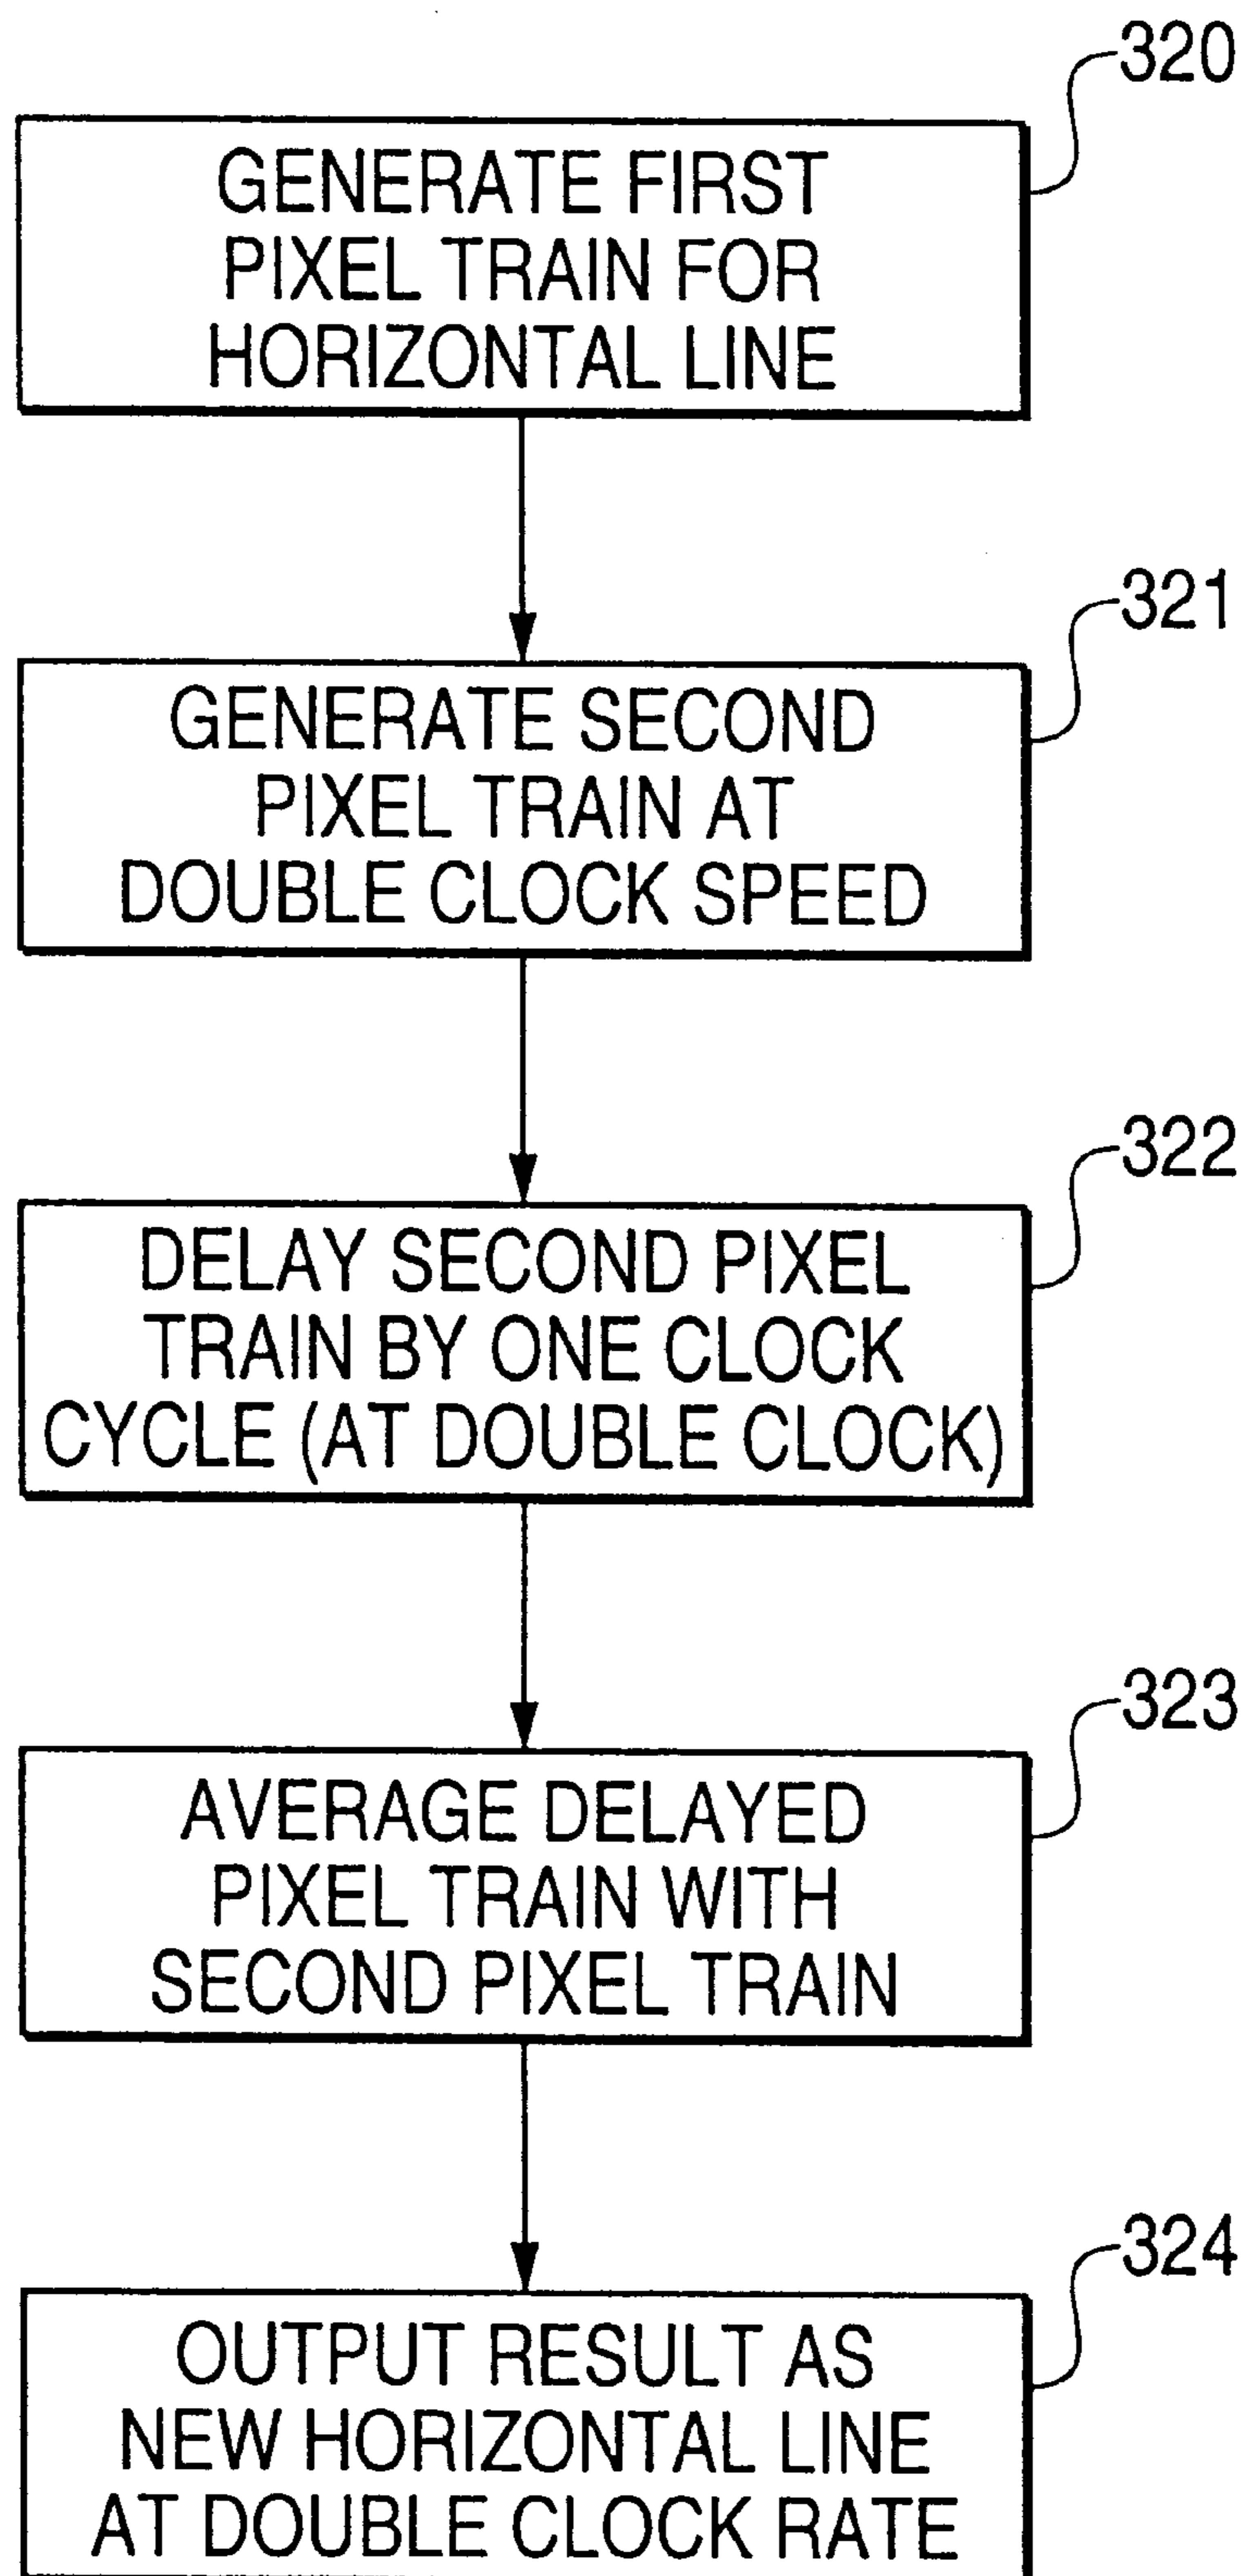 320
GENERATE FIRST
PIXEL TRAIN FOR
HORIZONTAL LINE
321
GENERATE SECOND
PIXEL TRAIN AT
DOUBLE CLOCK SPEED
322
DELAY SECOND PIXEL
TRAIN BY ONE CLOCK
CYCLE (AT DOUBLE CLOCK)
323
AVERAGE DELAYED
PIXEL TRAIN WITH
SECOND PIXEL TRAIN
324
OUTPUT RESULT AS
NEW HORIZONTAL LINE
AT DOUBLE CLOCK RATE